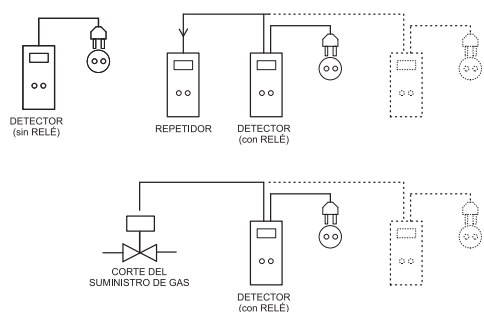 DETECTOR
(sin RELÉ)
REPETIDOR
DETECTOR
(con RELÉ)
CORTE DEL
SUMINISTRO DE GAS
DETECTOR
(con RELÉ)